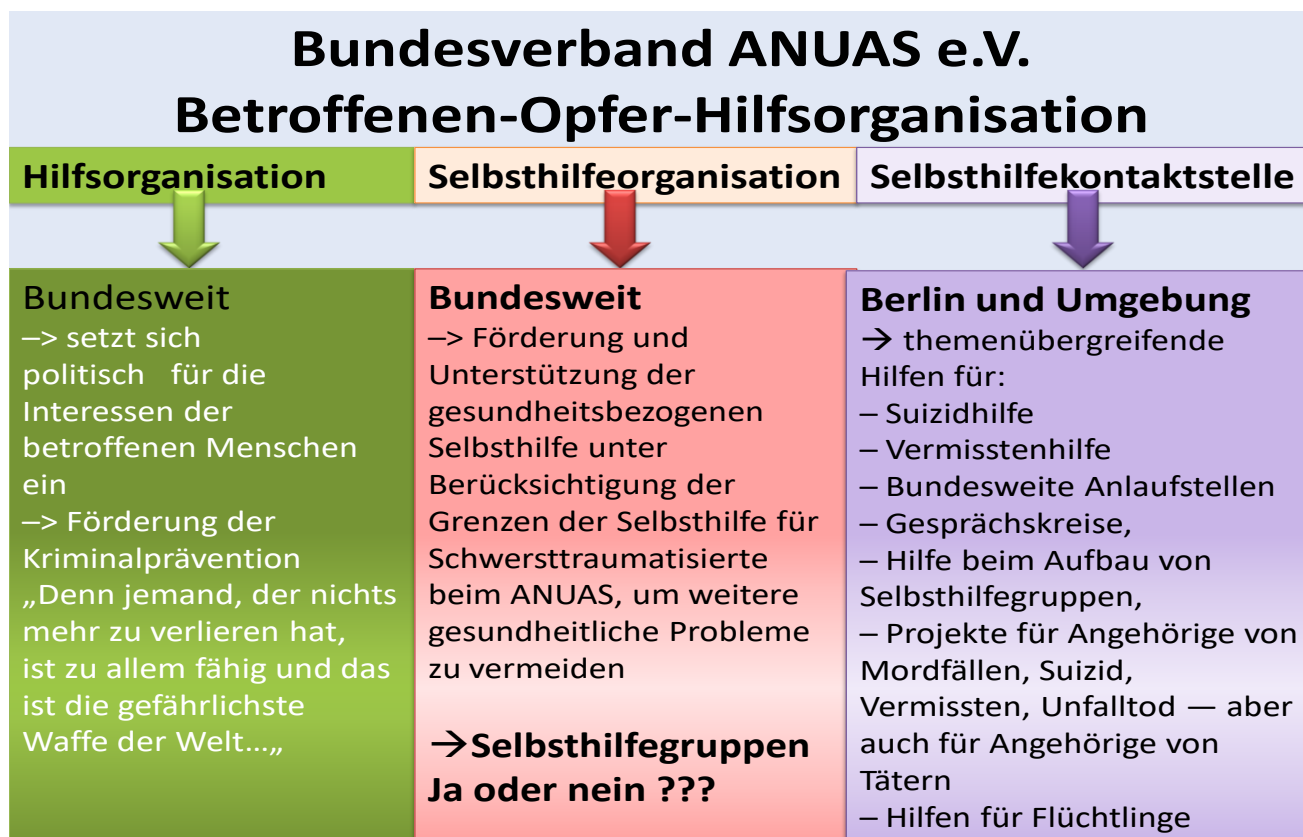 Bundesverband ANUAS e.V.
Betroffenen-Opfer-Hilfsorganisation
Hilfsorganisation
Selbsthilfeorganisation
Selbsthilfekontaktstelle
Bundesweit
–> setzt sich
politisch für die
Interessen der
betroffenen Menschen
ein
–> Förderung der
Kriminalprävention
„Denn jemand, der nichts
mehr zu verlieren hat,
ist zu allem fähig und das
ist die gefährlichste
Waffe der Welt...„
Bundesweit
–> Förderung und
Unterstützung der
gesundheitsbezogenen
Selbsthilfe unter
Berücksichtigung der
Grenzen der Selbsthilfe für
Schwersttraumatisierte
beim ANUAS, um weitere
gesundheitliche Probleme
zu vermeiden
→Selbsthilfegruppen
Ja oder nein ???
Berlin und Umgebung
→ themenübergreifende
Hilfen für:
– Suizidhilfe
– Vermisstenhilfe
– Bundesweite Anlaufstellen
– Gesprächskreise,
– Hilfe beim Aufbau von
Selbsthilfegruppen,
– Projekte für Angehörige von
Mordfällen, Suizid,
Vermissten, Unfalltod — aber
auch für Angehörige von
Tätern
– Hilfen für Flüchtlinge